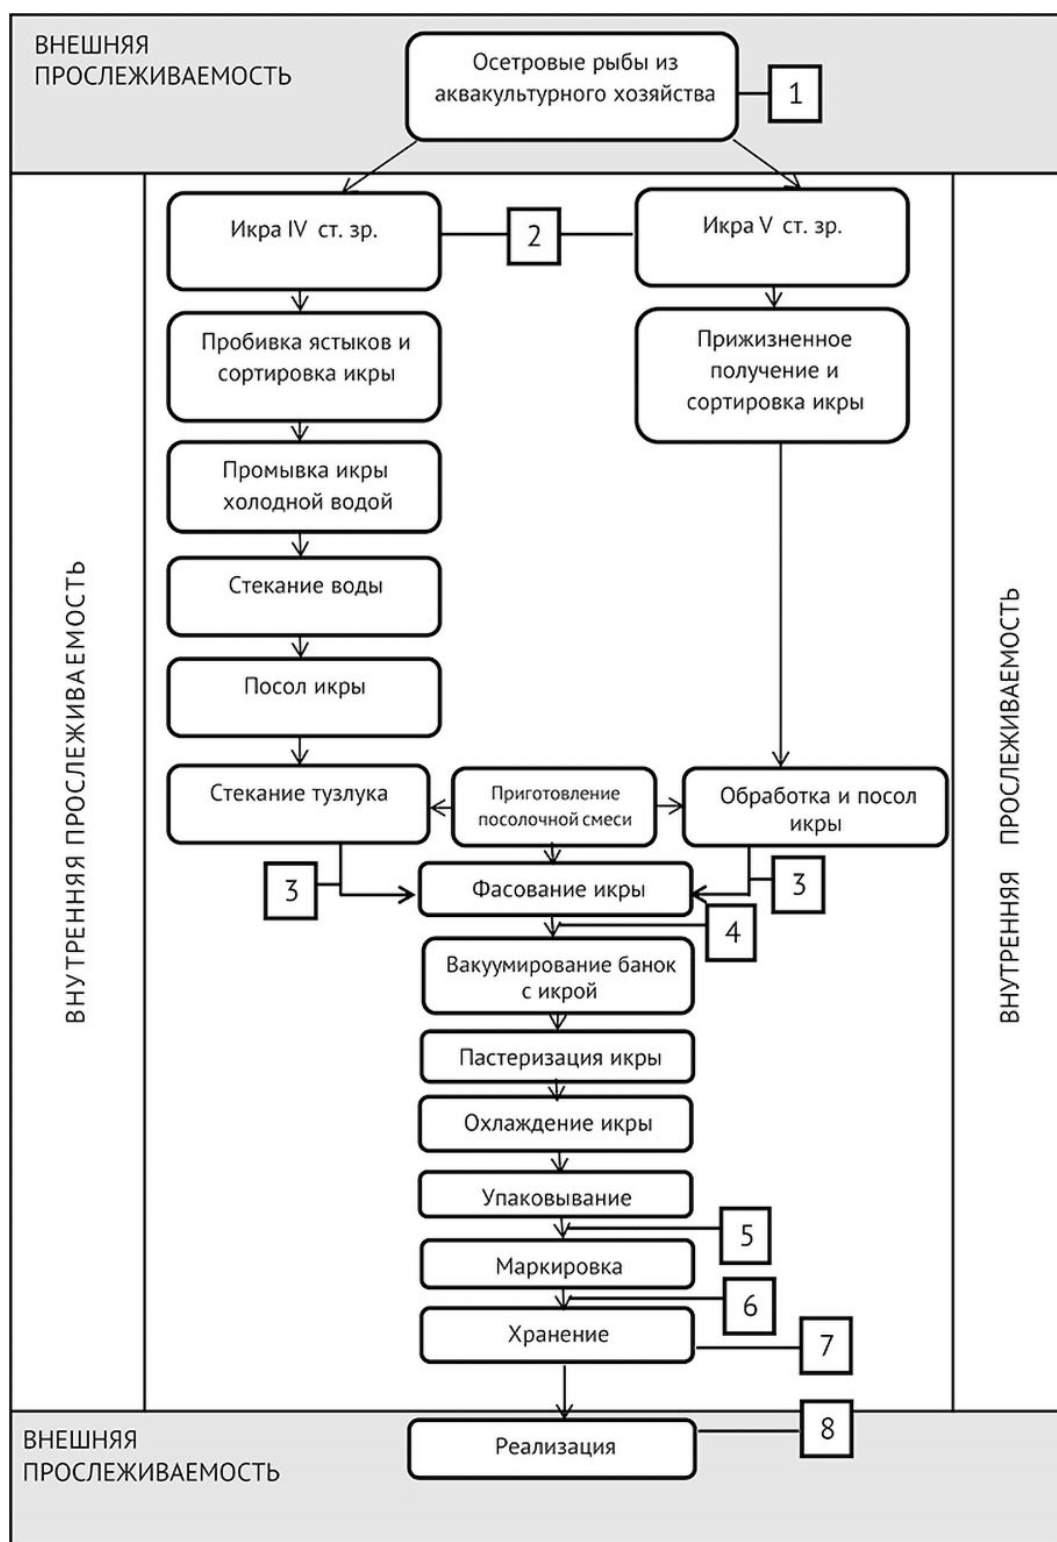 ВНЕШНЯЯ
ПРОСЛЕЖИВАЕМОСТЬ
Осетровые рыбы из
аквакультурного хозяйства
1
Икра IV ст. зр.
2
Икра V ст. зр.
Пробивка ястыков и
сортировка икры
Прижизненное
получение и
сортировка икры
Промывка икры
холодной водой
Стекание воды
Посол икры
ВНУТРЕННЯЯ ПРОСЛЕЖИВАЕМОСТЬ
ВНУТРЕННЯЯ ПРОСЛЕЖИВАЕМОСТЬ
Стекание тузлука
Приготовление
посолочной смеси
Обработка и посол
икры
3
Фасование икры
3
4
Вакуумирование банок
с икрой
Пастеризация икры
Охлаждение икры
Упаковывание
5
Маркировка
6
Хранение
7
ВНЕШНЯЯ
ПРОСЛЕЖИВАЕМОСТЬ
Реализация
8